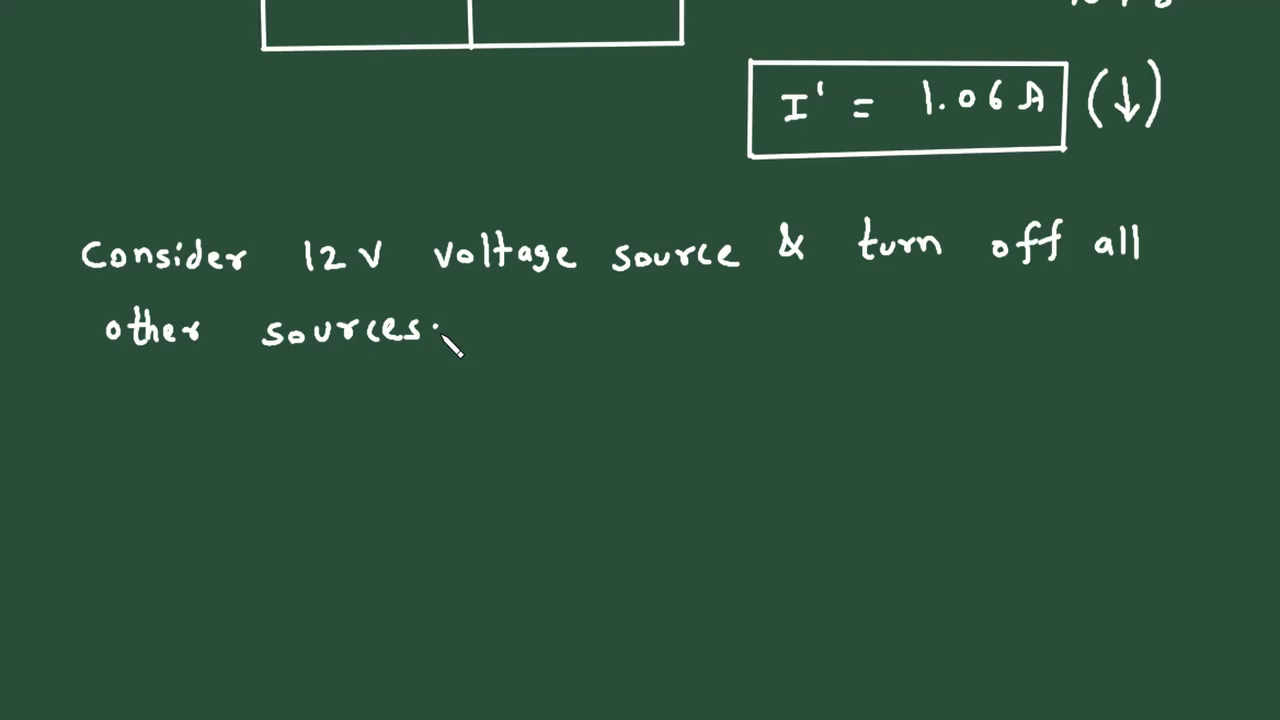 I' = 1.06 A (↓)
Consider 12 V voltage source & turn off all
other sources.